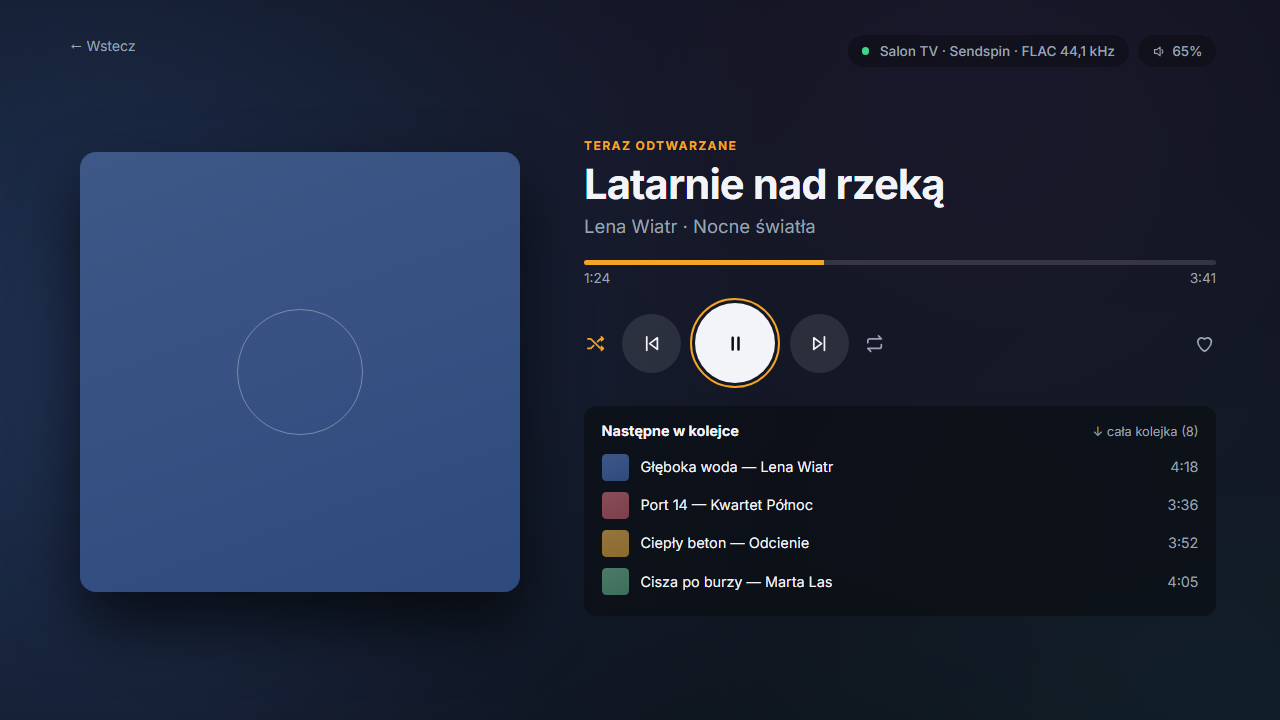 ← Wstecz
Salon TV · Sendspin · FLAC 44,1 kHz
65%
TERAZ ODTWARZANE
Latarnie nad rzeką
Lena Wiatr · Nocne światła
1:24
3:41
Następne w kolejce
↓ cała kolejka (8)
Głęboka woda — Lena Wiatr 4:18
Port 14 — Kwartet Północ 3:36
Ciepły beton — Odcienie 3:52
Cisza po burzy — Marta Las 4:05